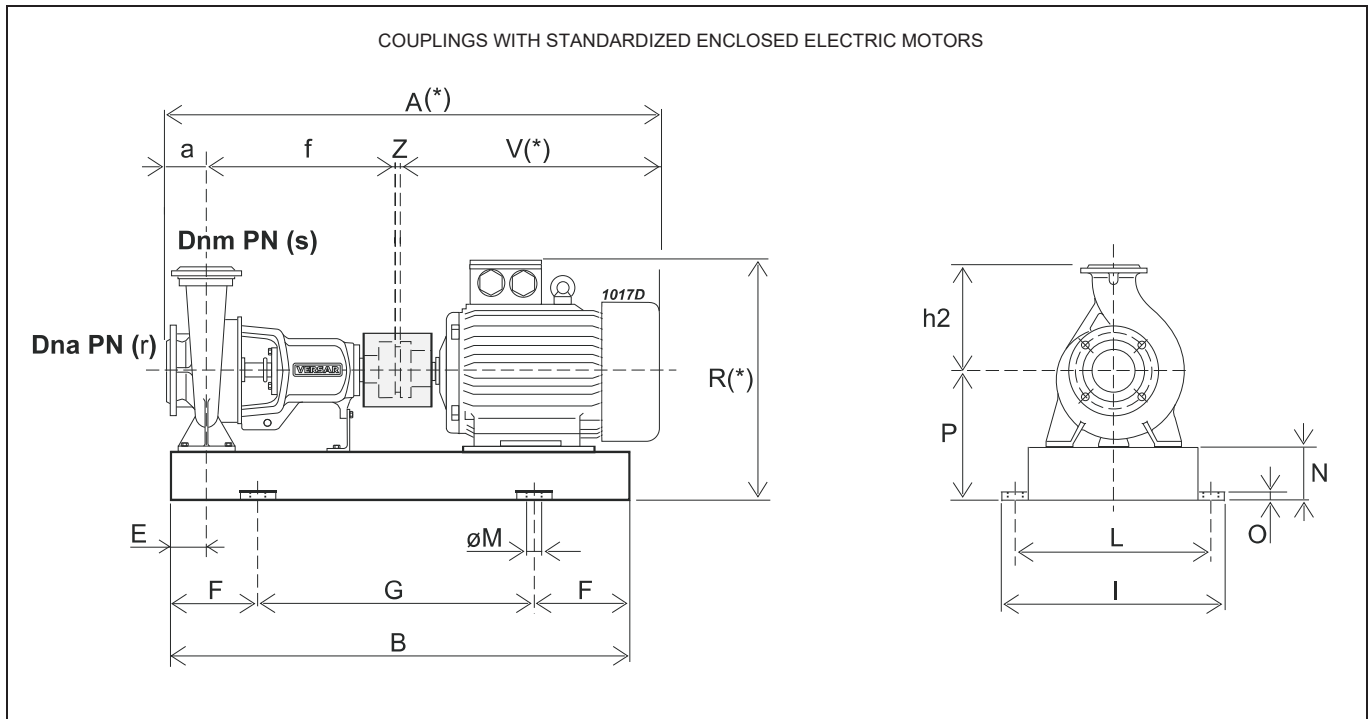 COUPLINGS WITH STANDARDIZED ENCLOSED ELECTRIC MOTORS
A(*)
a
f
Z
V(*)
Dnm PN (s)
1017D
Dna PN (r)
VERSAR
R(*)
h2
P
N
E
øM
O
L
F
G
F
I
B